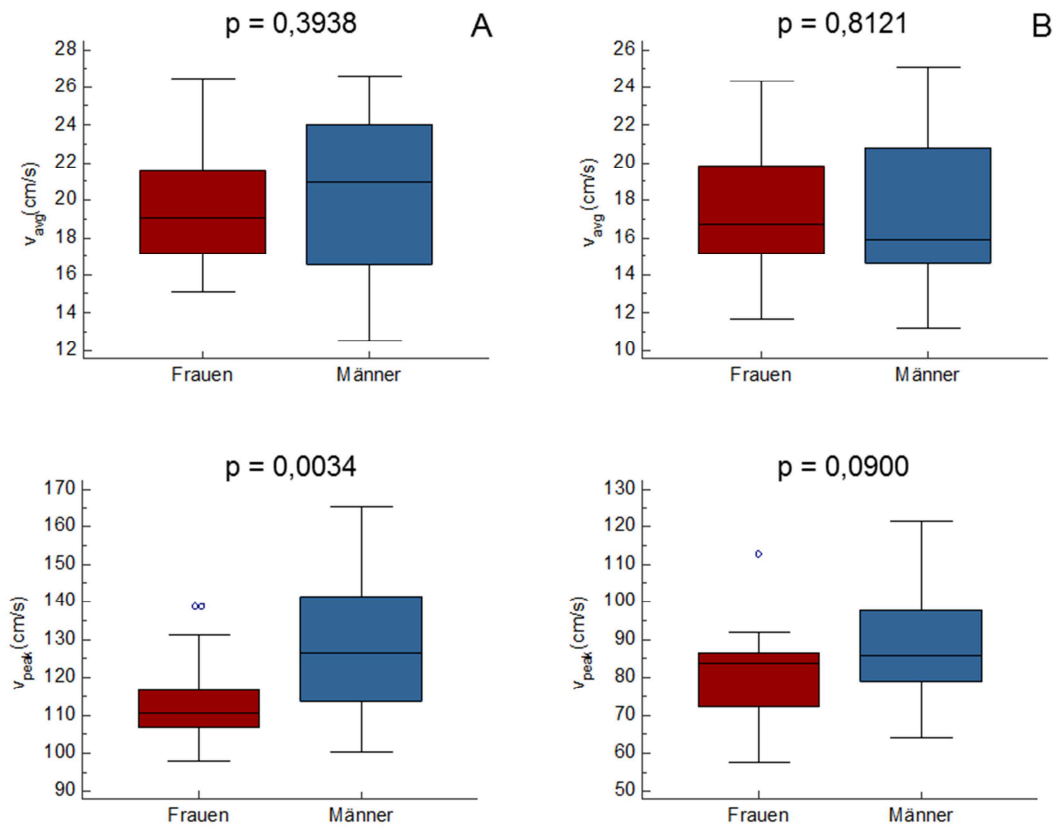 p = 0,3938
A
28
26
24
22
20
18
16
14
12
v_avg (cm/s)
Frauen
Männer
p = 0,8121
B
26
24
22
20
18
16
14
12
10
v_avg (cm/s)
Frauen
Männer
p = 0,0034
170
160
150
140
130
120
110
100
90
v_peak (cm/s)
Frauen
Männer
p = 0,0900
130
120
110
100
90
80
70
60
50
v_peak (cm/s)
Frauen
Männer